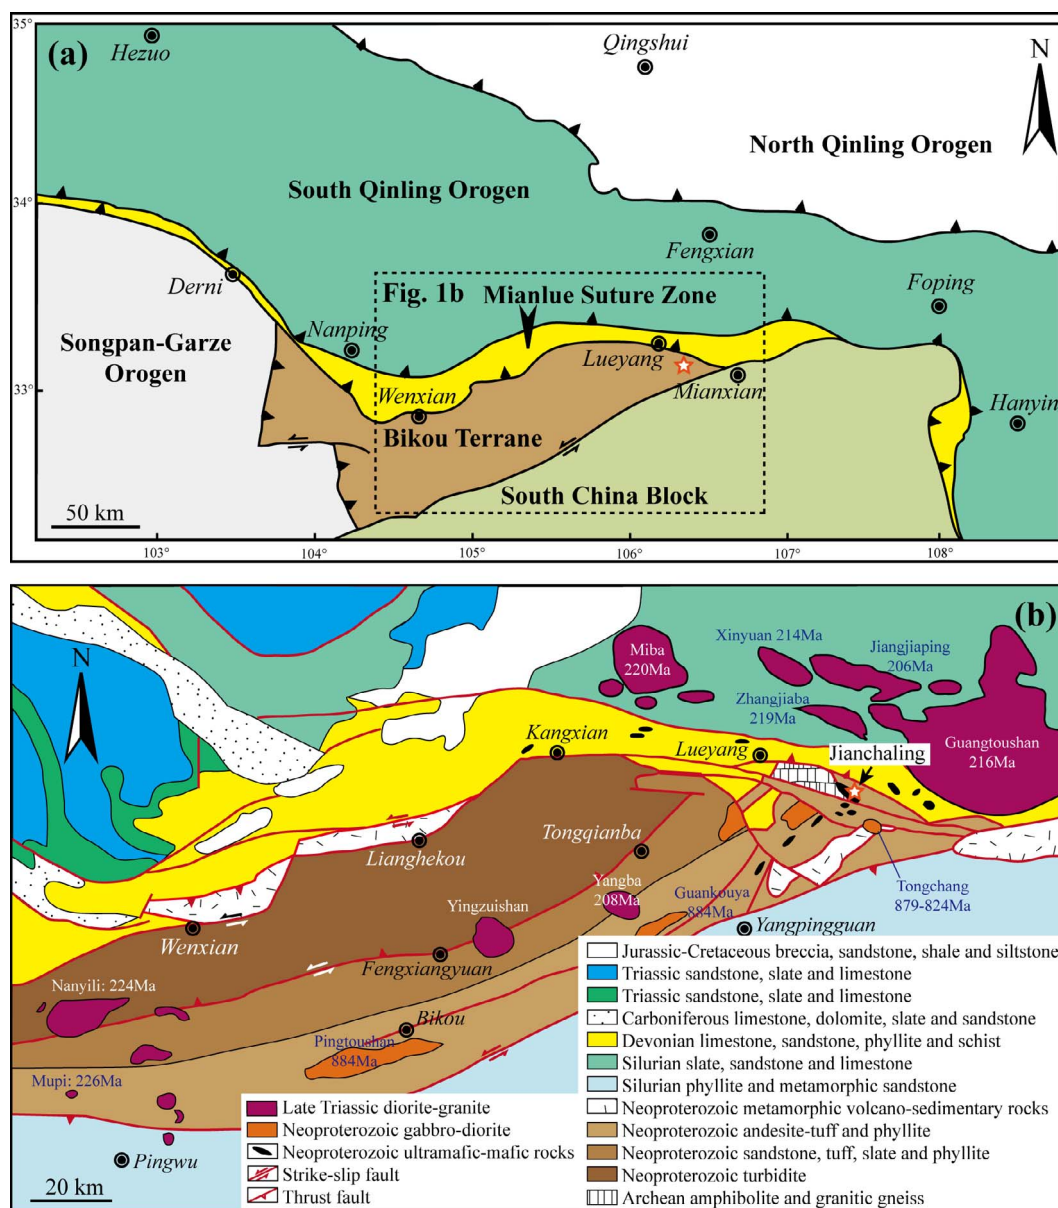 35°
(a)
Hezuo
Qingshui
N
North Qinling Orogen
South Qinling Orogen
34°
Fengxian
Derni
Foping
Fig. 1b
Mianlue Suture Zone
Nanping
Songpan-Garze
Orogen
Lueyang
33°
Mianxian
Wenxian
Hanyin
Bikou Terrane
South China Block
50 km
103°
104°
105°
106°
107°
108°
(b)
N
Miba
220Ma
Xinyuan 214Ma
Jiangjiaping
206Ma
Zhangjiaba
219Ma
Kangxian
Lueyang
Guangtoushan
216Ma
Jianchaling
Tongqianba
Lianghekou
Yangba
208Ma
Guankouya
884Ma
Tongchang
879-824Ma
Yingzuishan
Wenxian
Yangpingguan
Fengxiangyuan
Nanyili: 224Ma
Bikou
Pingtoushan
884Ma
Mupi: 226Ma
Pingwu
20 km
Late Triassic diorite-granite
Neoproterozoic gabbro-diorite
Neoproterozoic ultramafic-mafic rocks
Strike-slip fault
Thrust fault
Jurassic-Cretaceous breccia, sandstone, shale and siltstone
Triassic sandstone, slate and limestone
Triassic sandstone, slate and limestone
Carboniferous limestone, dolomite, slate and sandstone
Devonian limestone, sandstone, phyllite and schist
Silurian slate, sandstone and limestone
Silurian phyllite and metamorphic sandstone
Neoproterozoic metamorphic volcano-sedimentary rocks
Neoproterozoic andesite-tuff and phyllite
Neoproterozoic sandstone, tuff, slate and phyllite
Neoproterozoic turbidite
Archean amphibolite and granitic gneiss